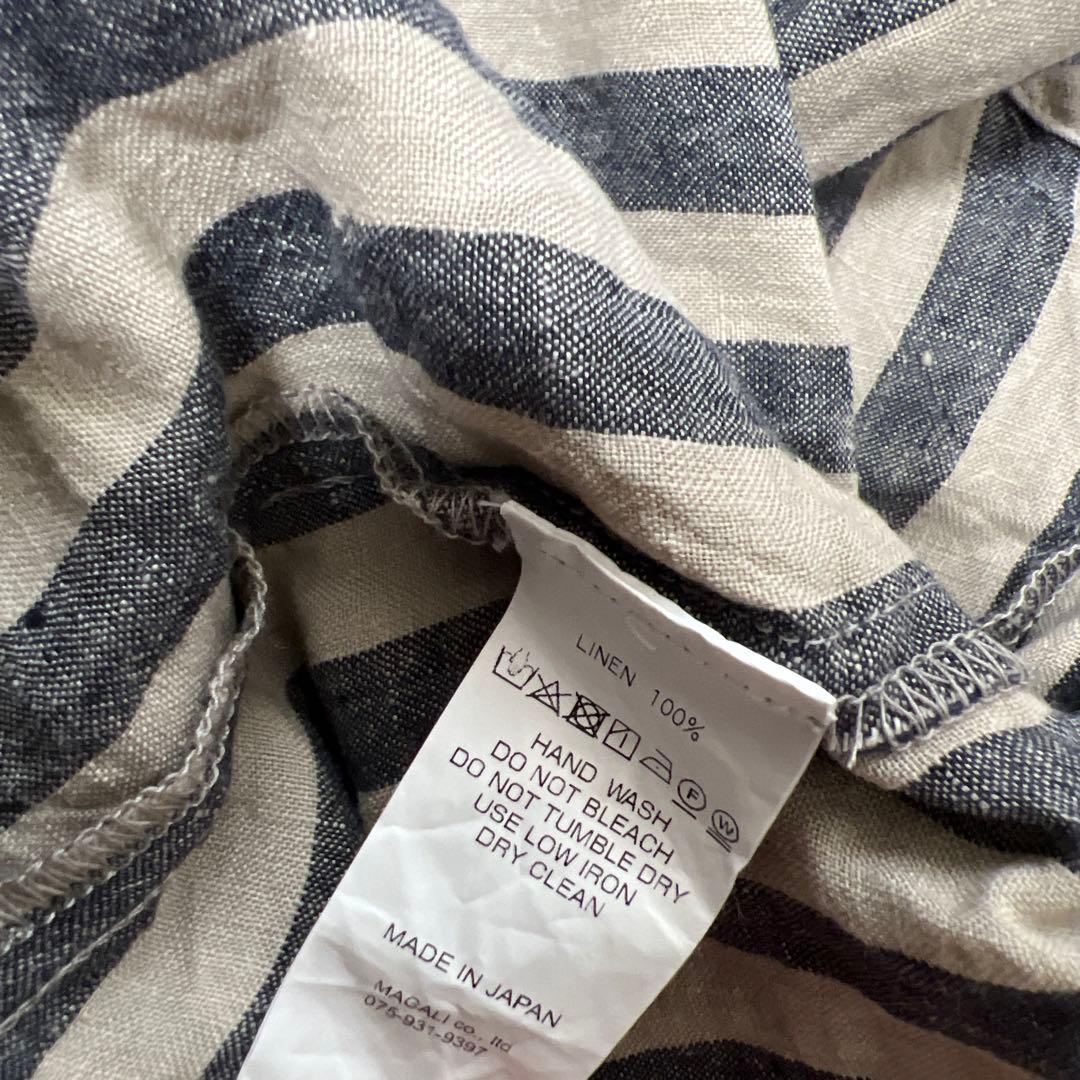 LINEN 100%
F W
HAND WASH
DO NOT BLEACH
DO NOT TUMBLE DRY
USE LOW IRON
DRY CLEAN
MADE IN JAPAN
MAGALI co., ltd
075-931-9397